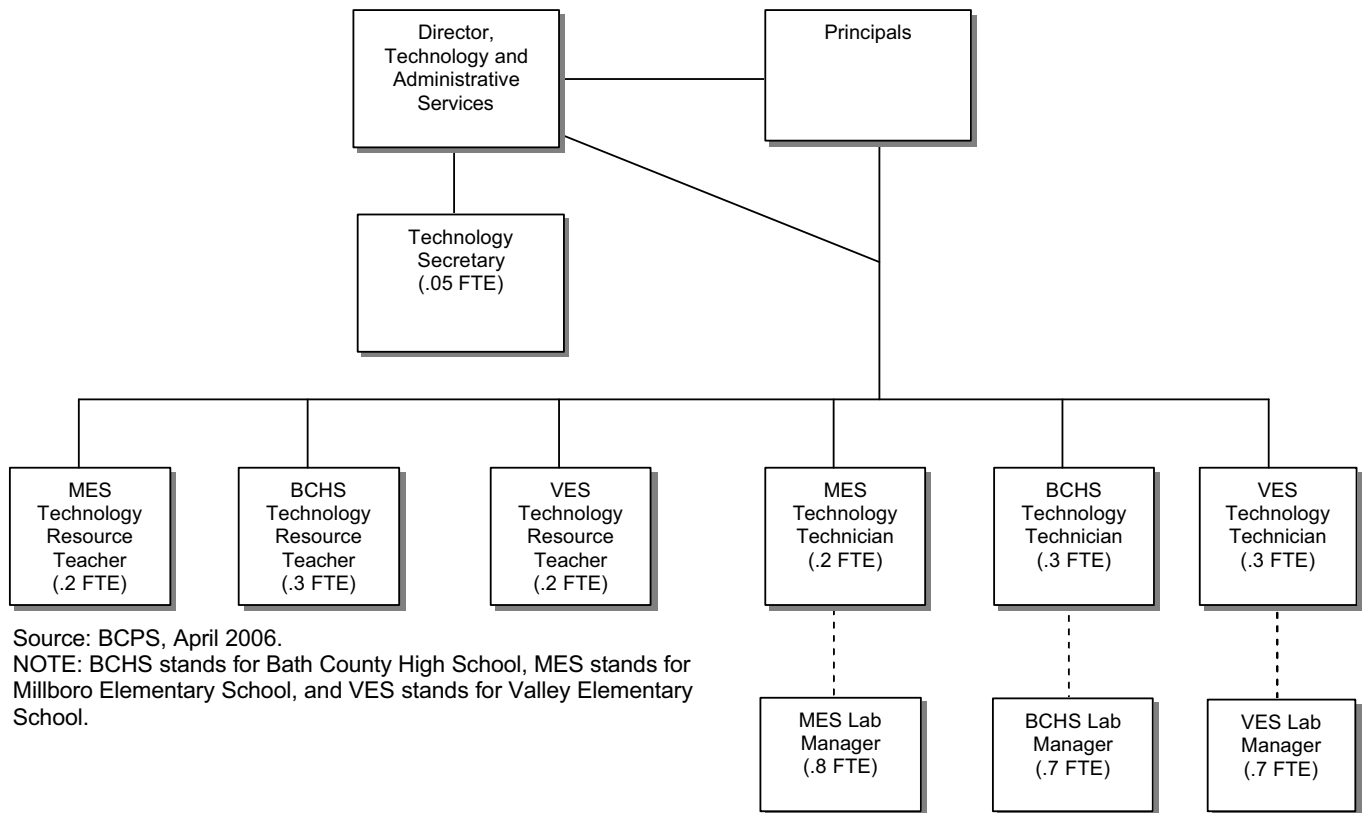 Director,
Technology and
Administrative
Services
Principals
Technology
Secretary
(.05 FTE)
MES
Technology
Resource
Teacher
(.2 FTE)
BCHS
Technology
Resource
Teacher
(.3 FTE)
VES
Technology
Resource
Teacher
(.2 FTE)
MES
Technology
Technician
(.2 FTE)
BCHS
Technology
Technician
(.3 FTE)
VES
Technology
Technician
(.3 FTE)
Source: BCPS, April 2006.
NOTE: BCHS stands for Bath County High School, MES stands for
Millboro Elementary School, and VES stands for Valley Elementary
School.
MES Lab
Manager
(.8 FTE)
BCHS Lab
Manager
(.7 FTE)
VES Lab
Manager
(.7 FTE)